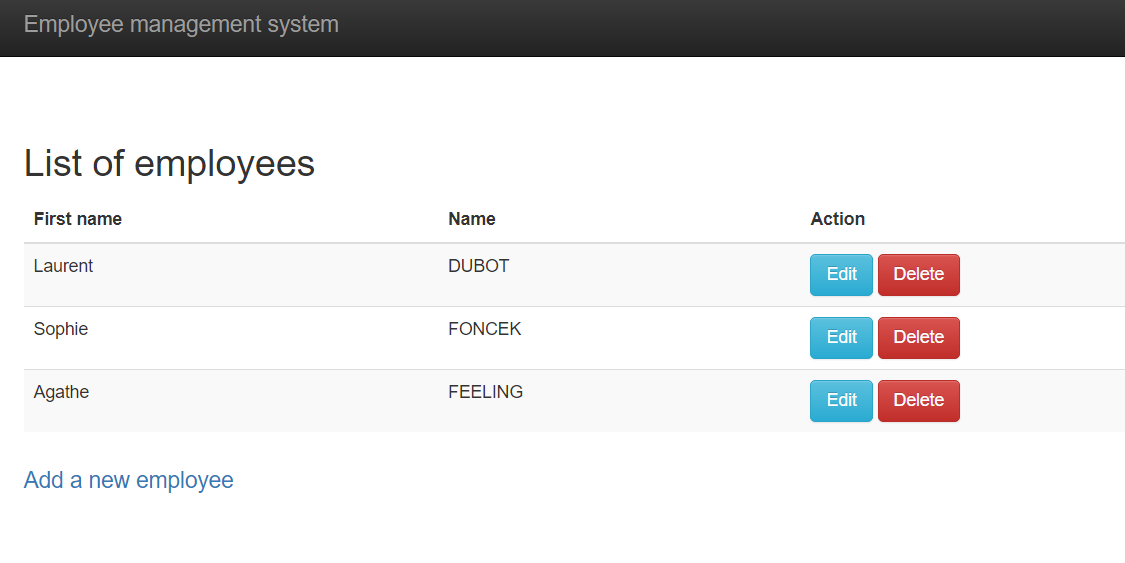 Employee management system
List of employees
First name Name Action
Laurent DUBOT Edit Delete
Sophie FONCEK Edit Delete
Agathe FEELING Edit Delete
Add a new employee